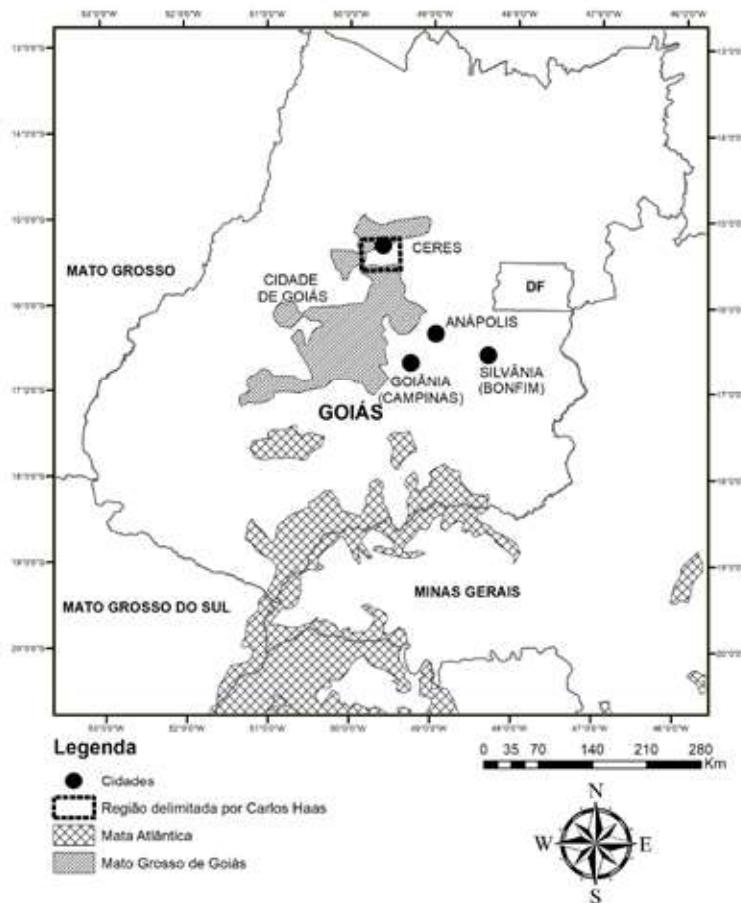 MATO GROSSO
CIDADE
DE GOIÁS
CERES
DF
ANÁPOLIS
GOIÂNIA
(CAMPINAS)
SILVÂNIA
(BONFIM)
GOIÁS
MATO GROSSO DO SUL
MINAS GERAIS
Legenda
Cidades
Região delimitada por Carlos Haas
Mata Atlântica
Mato Grosso de Goiás
0 35 70 140 210 280
Km
N
W E
S